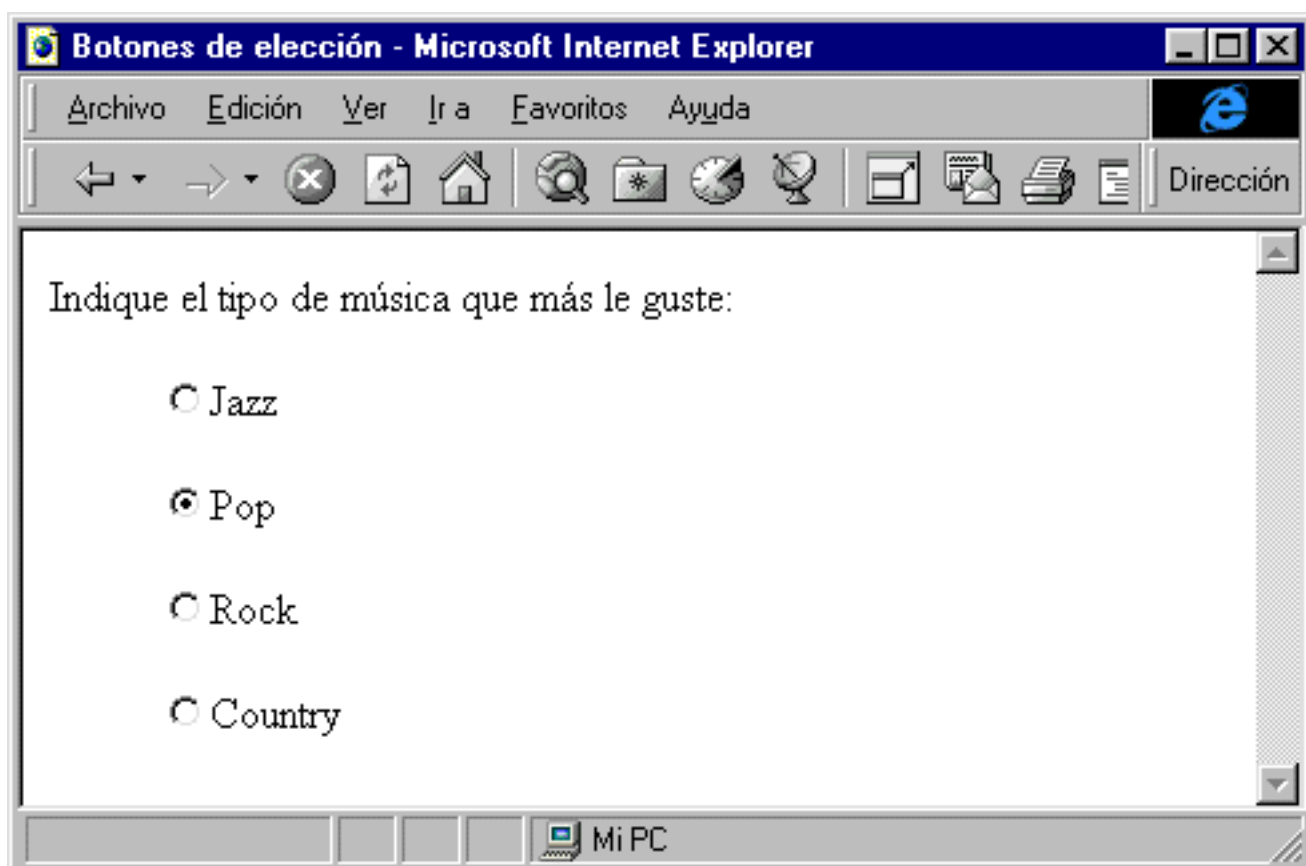 Botones de elección - Microsoft Internet Explorer
Archivo Edición Ver Ir a Favoritos Ayuda
Dirección
Indique el tipo de música que más le guste:
Jazz
Pop
Rock
Country
Mi PC